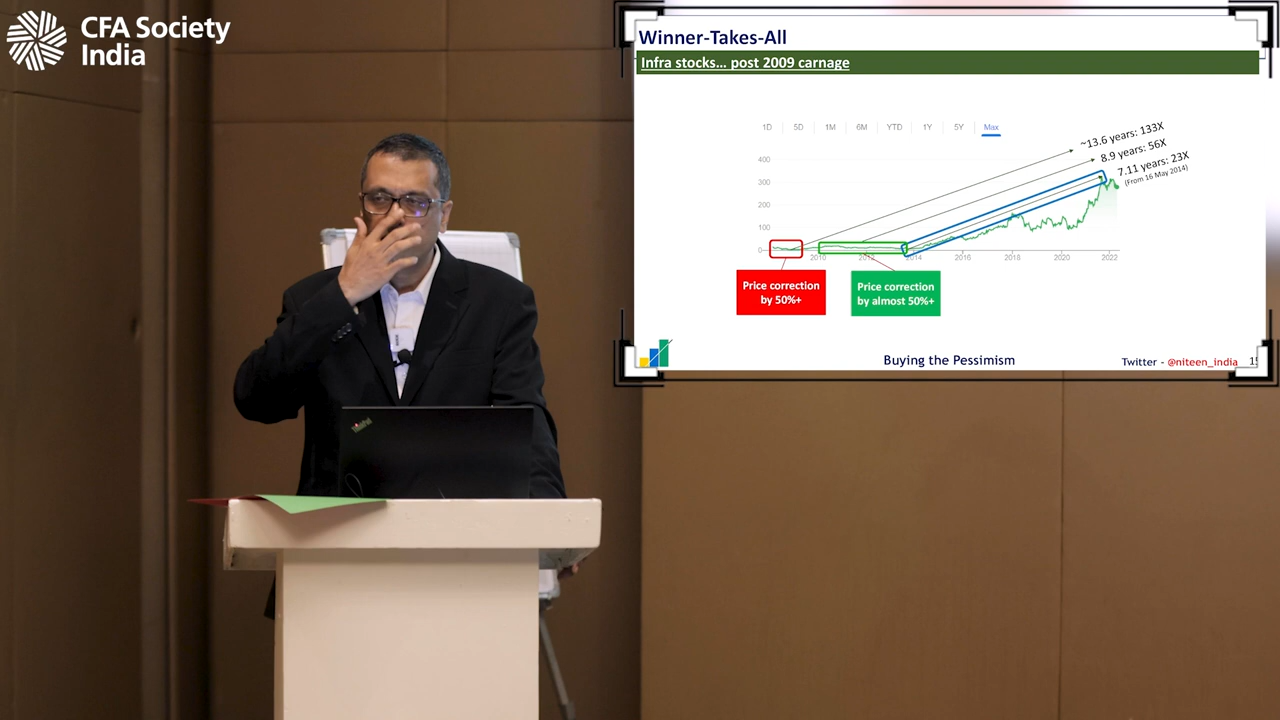 CFA Society
India
Winner-Takes-All
Infra stocks... post 2009 carnage
1D 5D 1M 6M YTD 1Y 5Y Max
~13.6 years: 133X
8.9 years: 56X
7.11 years: 23X
(From 16 May 2014)
400
300
200
100
0
2010 2012 2014 2016 2018 2020 2022
Price correction
by 50%+
Price correction
by almost 50%+
Buying the Pessimism
Twitter - @niteen_india
ThinkPad